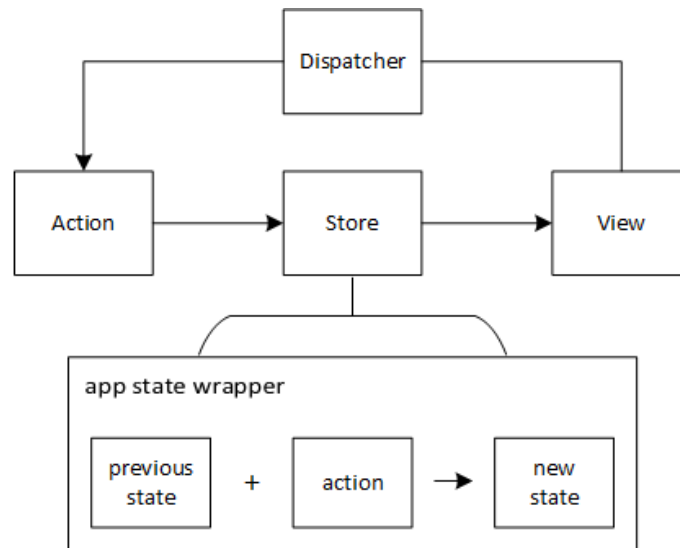 Dispatcher
Action
Store
View
app state wrapper
previous
state
+
action
new
state